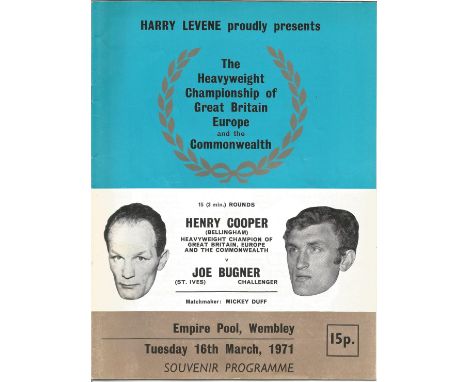 HARRY LEVENE proudly presents
The
Heavyweight
Championship of
Great Britain
Europe
and the
Commonwealth
15 (3 min.) ROUNDS
HENRY COOPER
(BELLINGHAM)
HEAVYWEIGHT CHAMPION OF
GREAT BRITAIN, EUROPE
AND THE COMMONWEALTH
v
JOE BUGNER
(ST. IVES) CHALLENGER
Matchmaker: MICKEY DUFF
Empire Pool, Wembley
Tuesday 16th March, 1971
SOUVENIR PROGRAMME
15p.